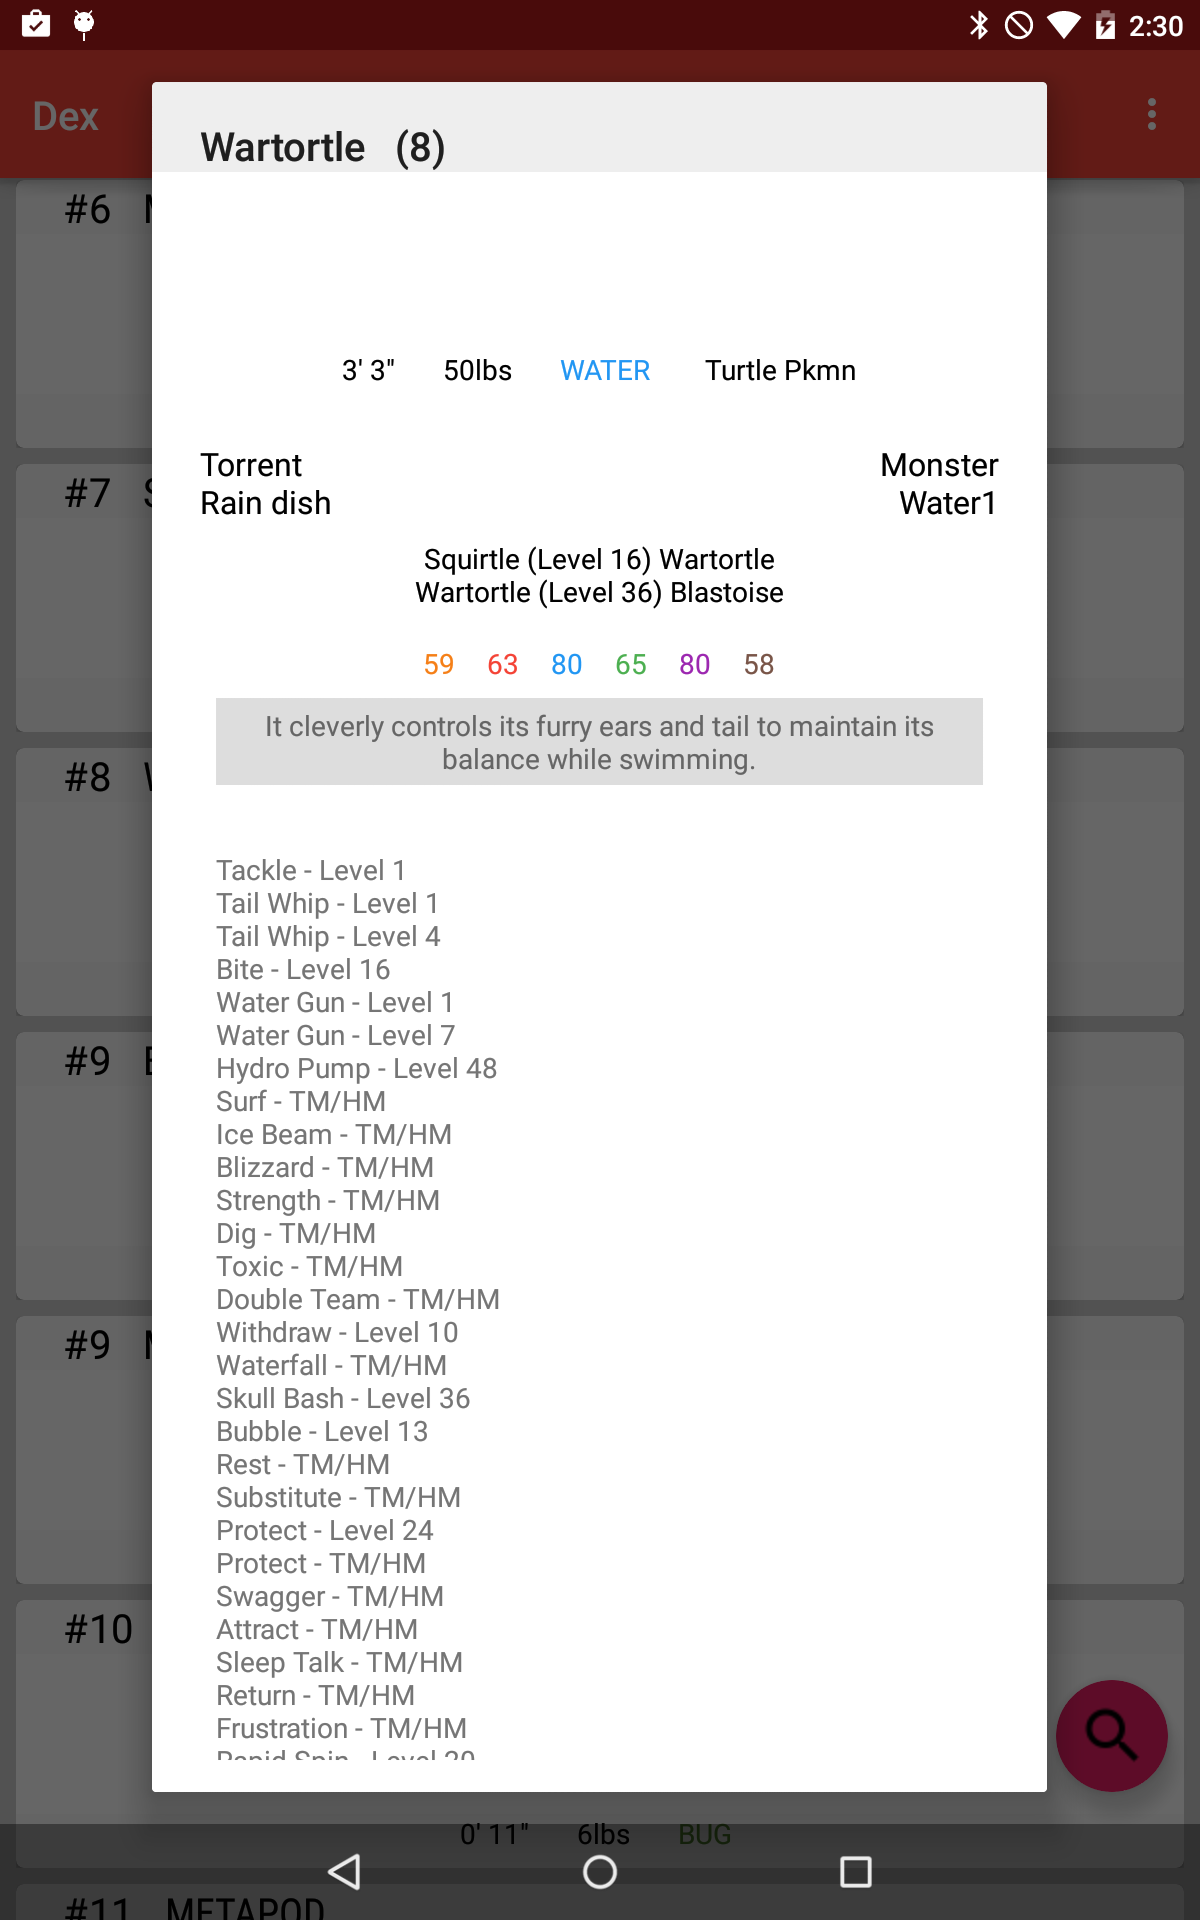 2:30
Dex
Wartortle (8)
#6
3' 3" 50lbs WATER Turtle Pkmn
Torrent Monster
Rain dish Water1
#7
Squirtle (Level 16) Wartortle
Wartortle (Level 36) Blastoise
59 63 80 65 80 58
It cleverly controls its furry ears and tail to maintain its
balance while swimming.
#8
Tackle - Level 1
Tail Whip - Level 1
Tail Whip - Level 4
Bite - Level 16
Water Gun - Level 1
Water Gun - Level 7
#9
Hydro Pump - Level 48
Surf - TM/HM
Ice Beam - TM/HM
Blizzard - TM/HM
Strength - TM/HM
Dig - TM/HM
Toxic - TM/HM
Double Team - TM/HM
Withdraw - Level 10
#9
Waterfall - TM/HM
Skull Bash - Level 36
Bubble - Level 13
Rest - TM/HM
Substitute - TM/HM
Protect - Level 24
Protect - TM/HM
Swagger - TM/HM
Attract - TM/HM
#10
Sleep Talk - TM/HM
Return - TM/HM
Frustration - TM/HM
Rapid Spin - Level 20
0' 11" 6lbs BUG
#11 METAPOD